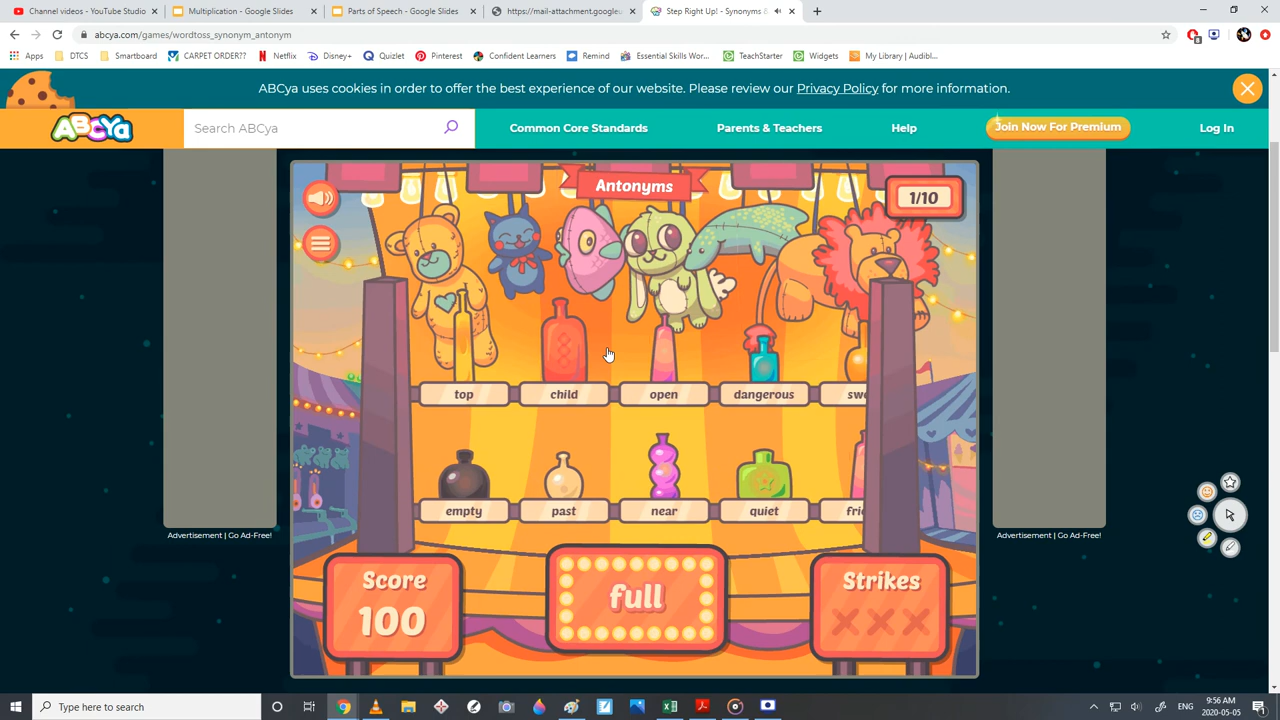 Channel videos - YouTube Studio
Multiplication - Google Slides
Parts of Speech - Google Slides
https://mail-attachment.googleu
Step Right Up! - Synonyms &
abcya.com/games/wordtoss_synonym_antonym
Apps
DTCS
Smartboard
CARPET ORDER??
Netflix
Disney+
Quizlet
Pinterest
Confident Learners
Remind
Essential Skills Wor...
TeachStarter
Widgets
My Library | Audibl...
ABCya uses cookies in order to offer the best experience of our website. Please review our Privacy Policy for more information.
ABCYa
Search ABCya
Common Core Standards
Parents & Teachers
Help
Join Now For Premium
Log In
Antonyms
1/10
top
child
open
dangerous
swe
empty
past
near
quiet
frie
Advertisement | Go Ad-Free!
Advertisement | Go Ad-Free!
Score
100
full
Strikes
Type here to search
ENG
9:56 AM
2020-05-05